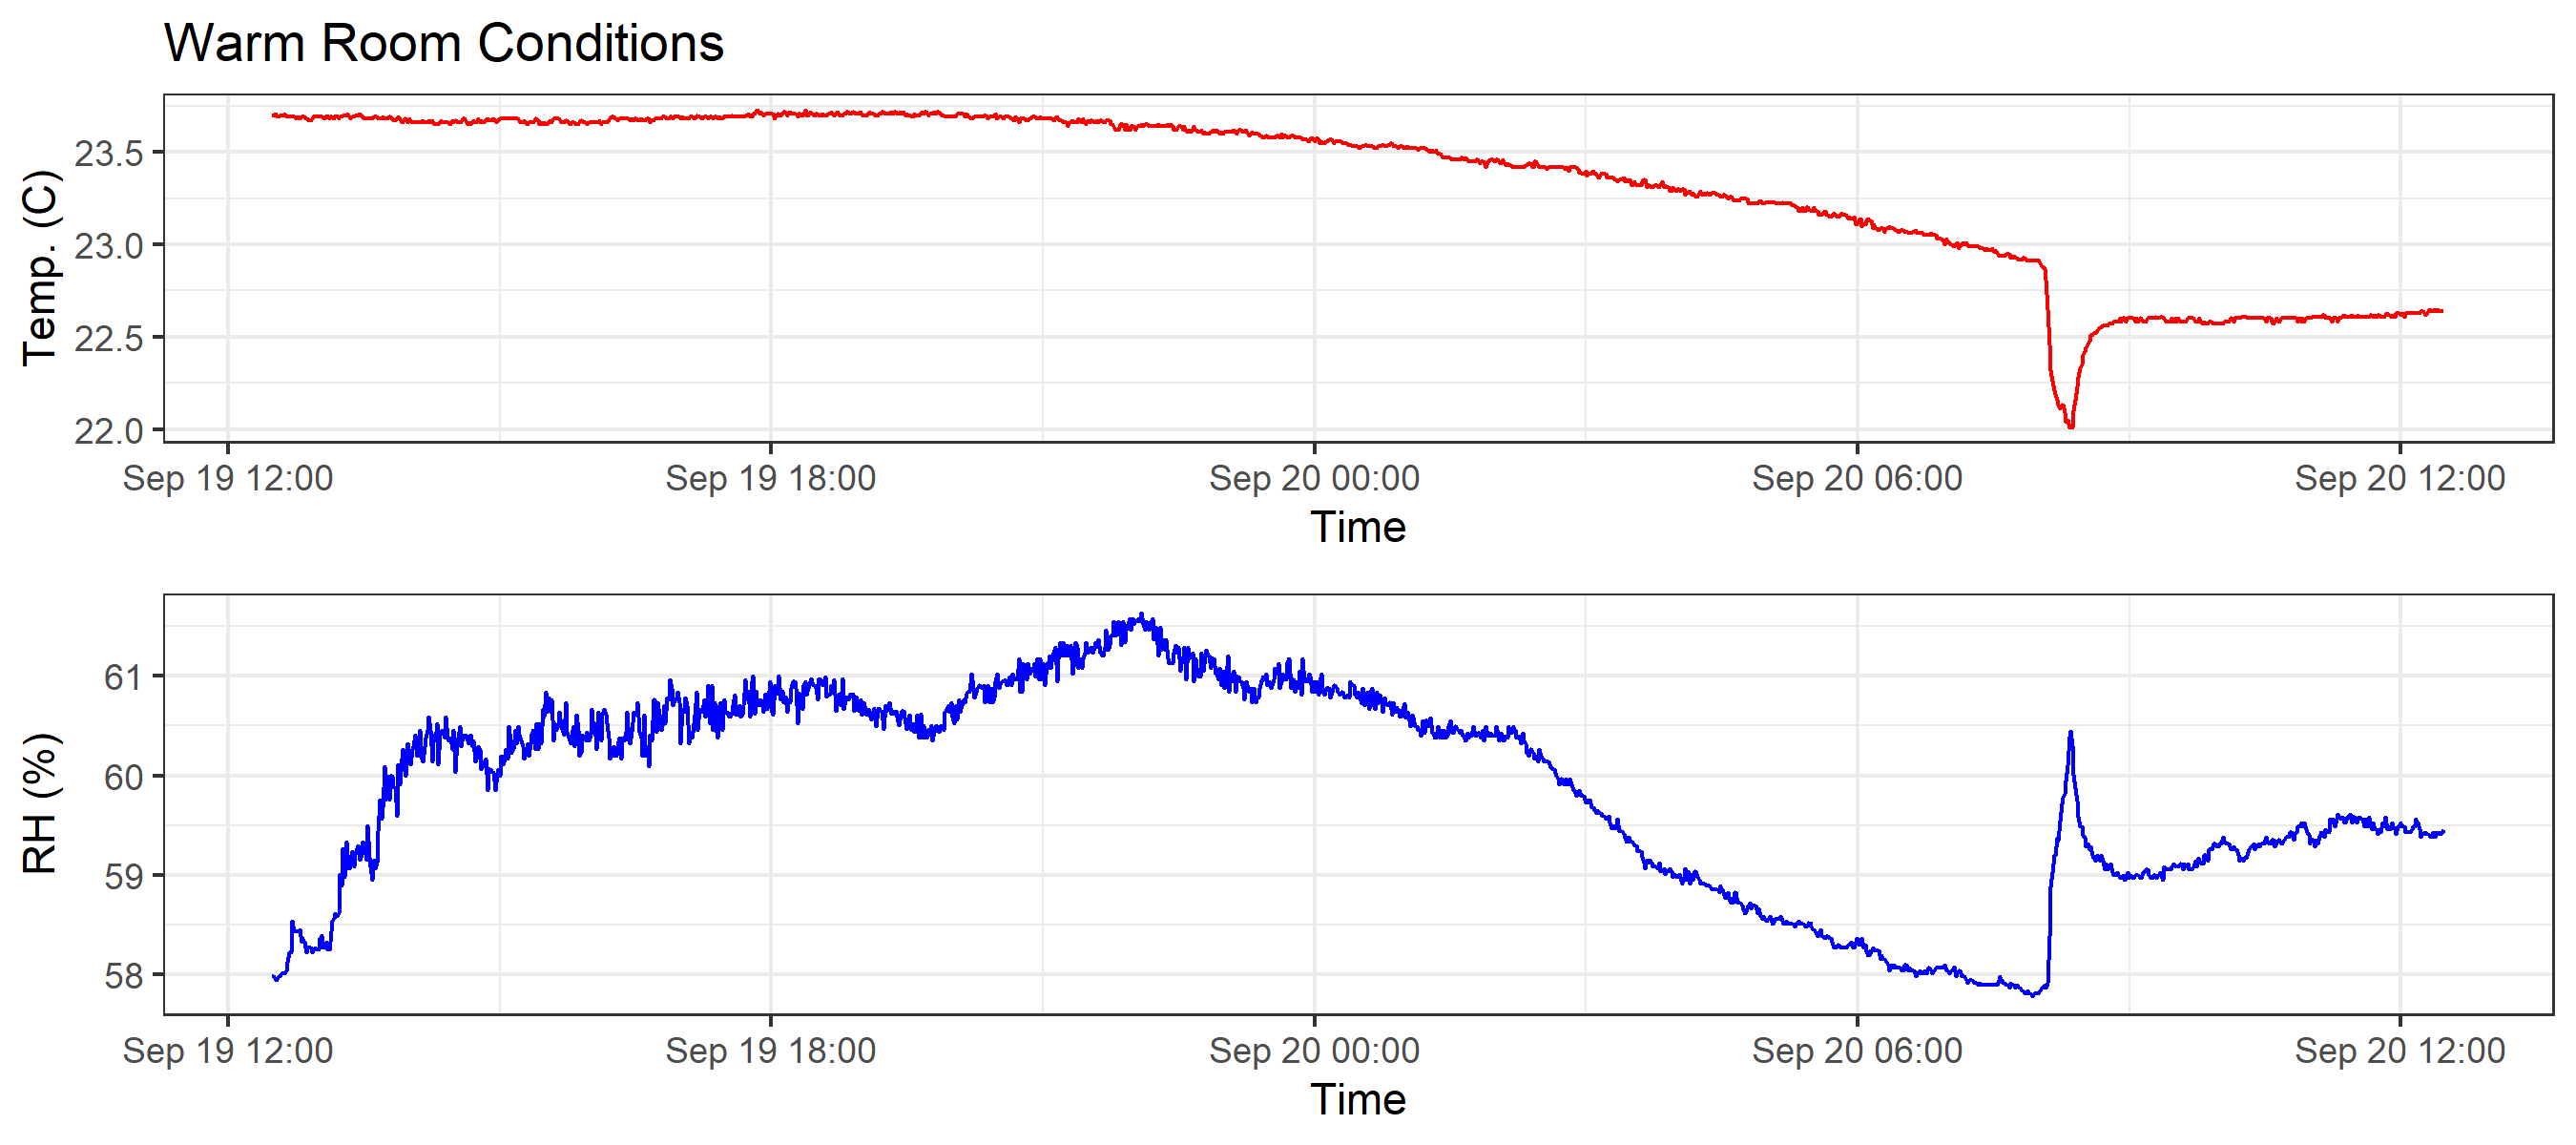 Warm Room Conditions
Temp. (C)
23.5
23.0
22.5
22.0
Sep 19 12:00 Sep 19 18:00 Sep 20 00:00 Sep 20 06:00 Sep 20 12:00
Time
RH (%)
61
60
59
58
Sep 19 12:00 Sep 19 18:00 Sep 20 00:00 Sep 20 06:00 Sep 20 12:00
Time